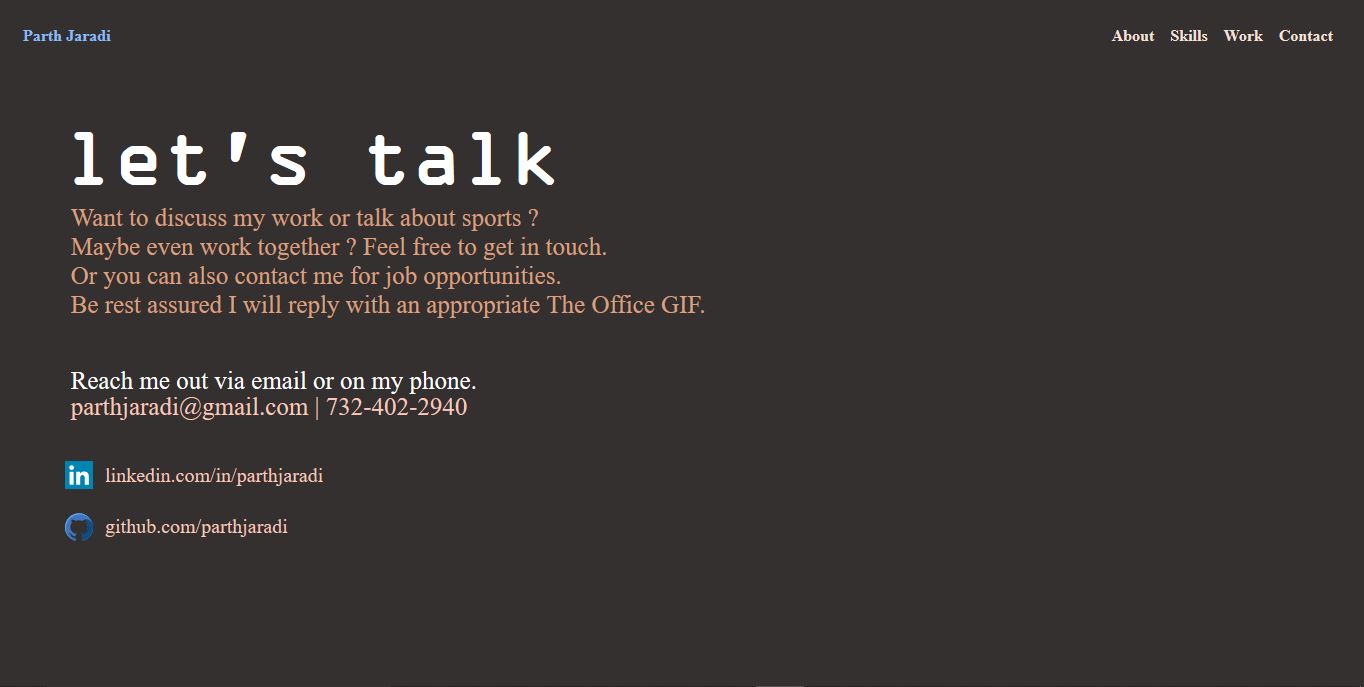 Parth Jaradi
About Skills Work Contact
let's talk
Want to discuss my work or talk about sports ?
Maybe even work together ? Feel free to get in touch.
Or you can also contact me for job opportunities.
Be rest assured I will reply with an appropriate The Office GIF.
Reach me out via email or on my phone.
parthjaradi@gmail.com | 732-402-2940
in linkedin.com/in/parthjaradi
github.com/parthjaradi